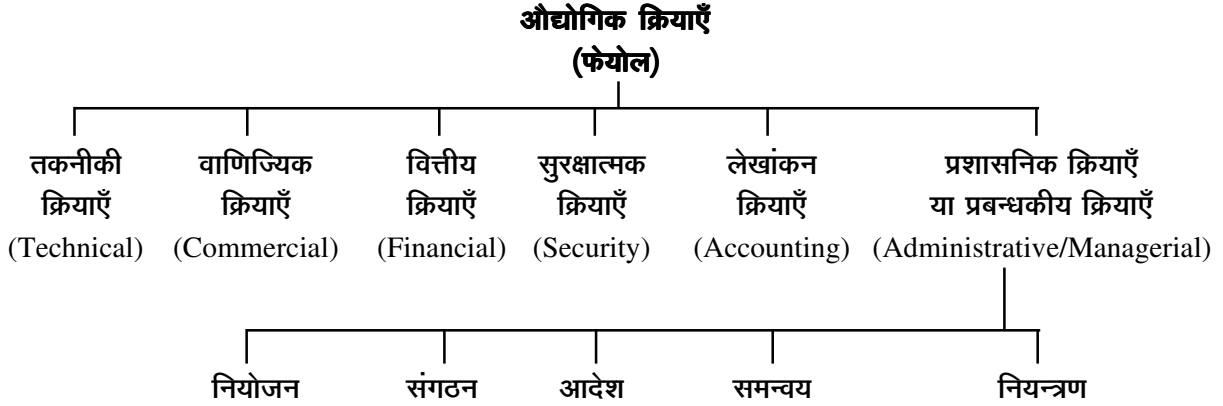 औद्योगिक क्रियाएँ
(फेयोल)
तकनीकी क्रियाएँ (Technical)
वाणिज्यिक क्रियाएँ (Commercial)
वित्तीय क्रियाएँ (Financial)
सुरक्षात्मक क्रियाएँ (Security)
लेखांकन क्रियाएँ (Accounting)
प्रशासनिक क्रियाएँ या प्रबन्धकीय क्रियाएँ (Administrative/Managerial)
नियोजन
संगठन
आदेश
समन्वय
नियन्त्रण